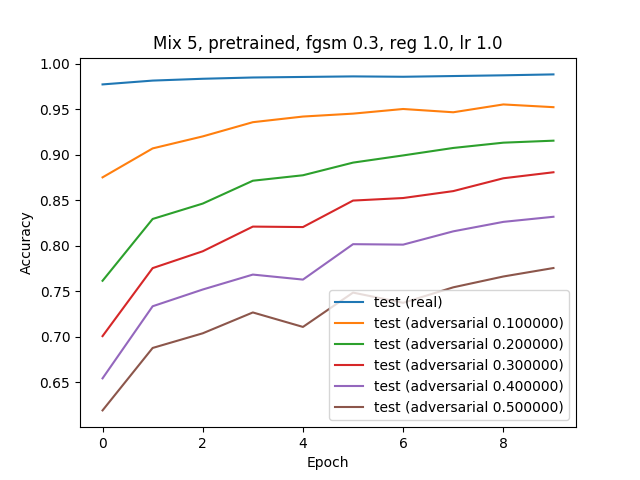 Mix 5, pretrained, fgsm 0.3, reg 1.0, lr 1.0
1.00
0.95
0.90
0.85
0.80
0.75
0.70
0.65
Accuracy
test (real)
test (adversarial 0.100000)
test (adversarial 0.200000)
test (adversarial 0.300000)
test (adversarial 0.400000)
test (adversarial 0.500000)
0 2 4 6 8
Epoch